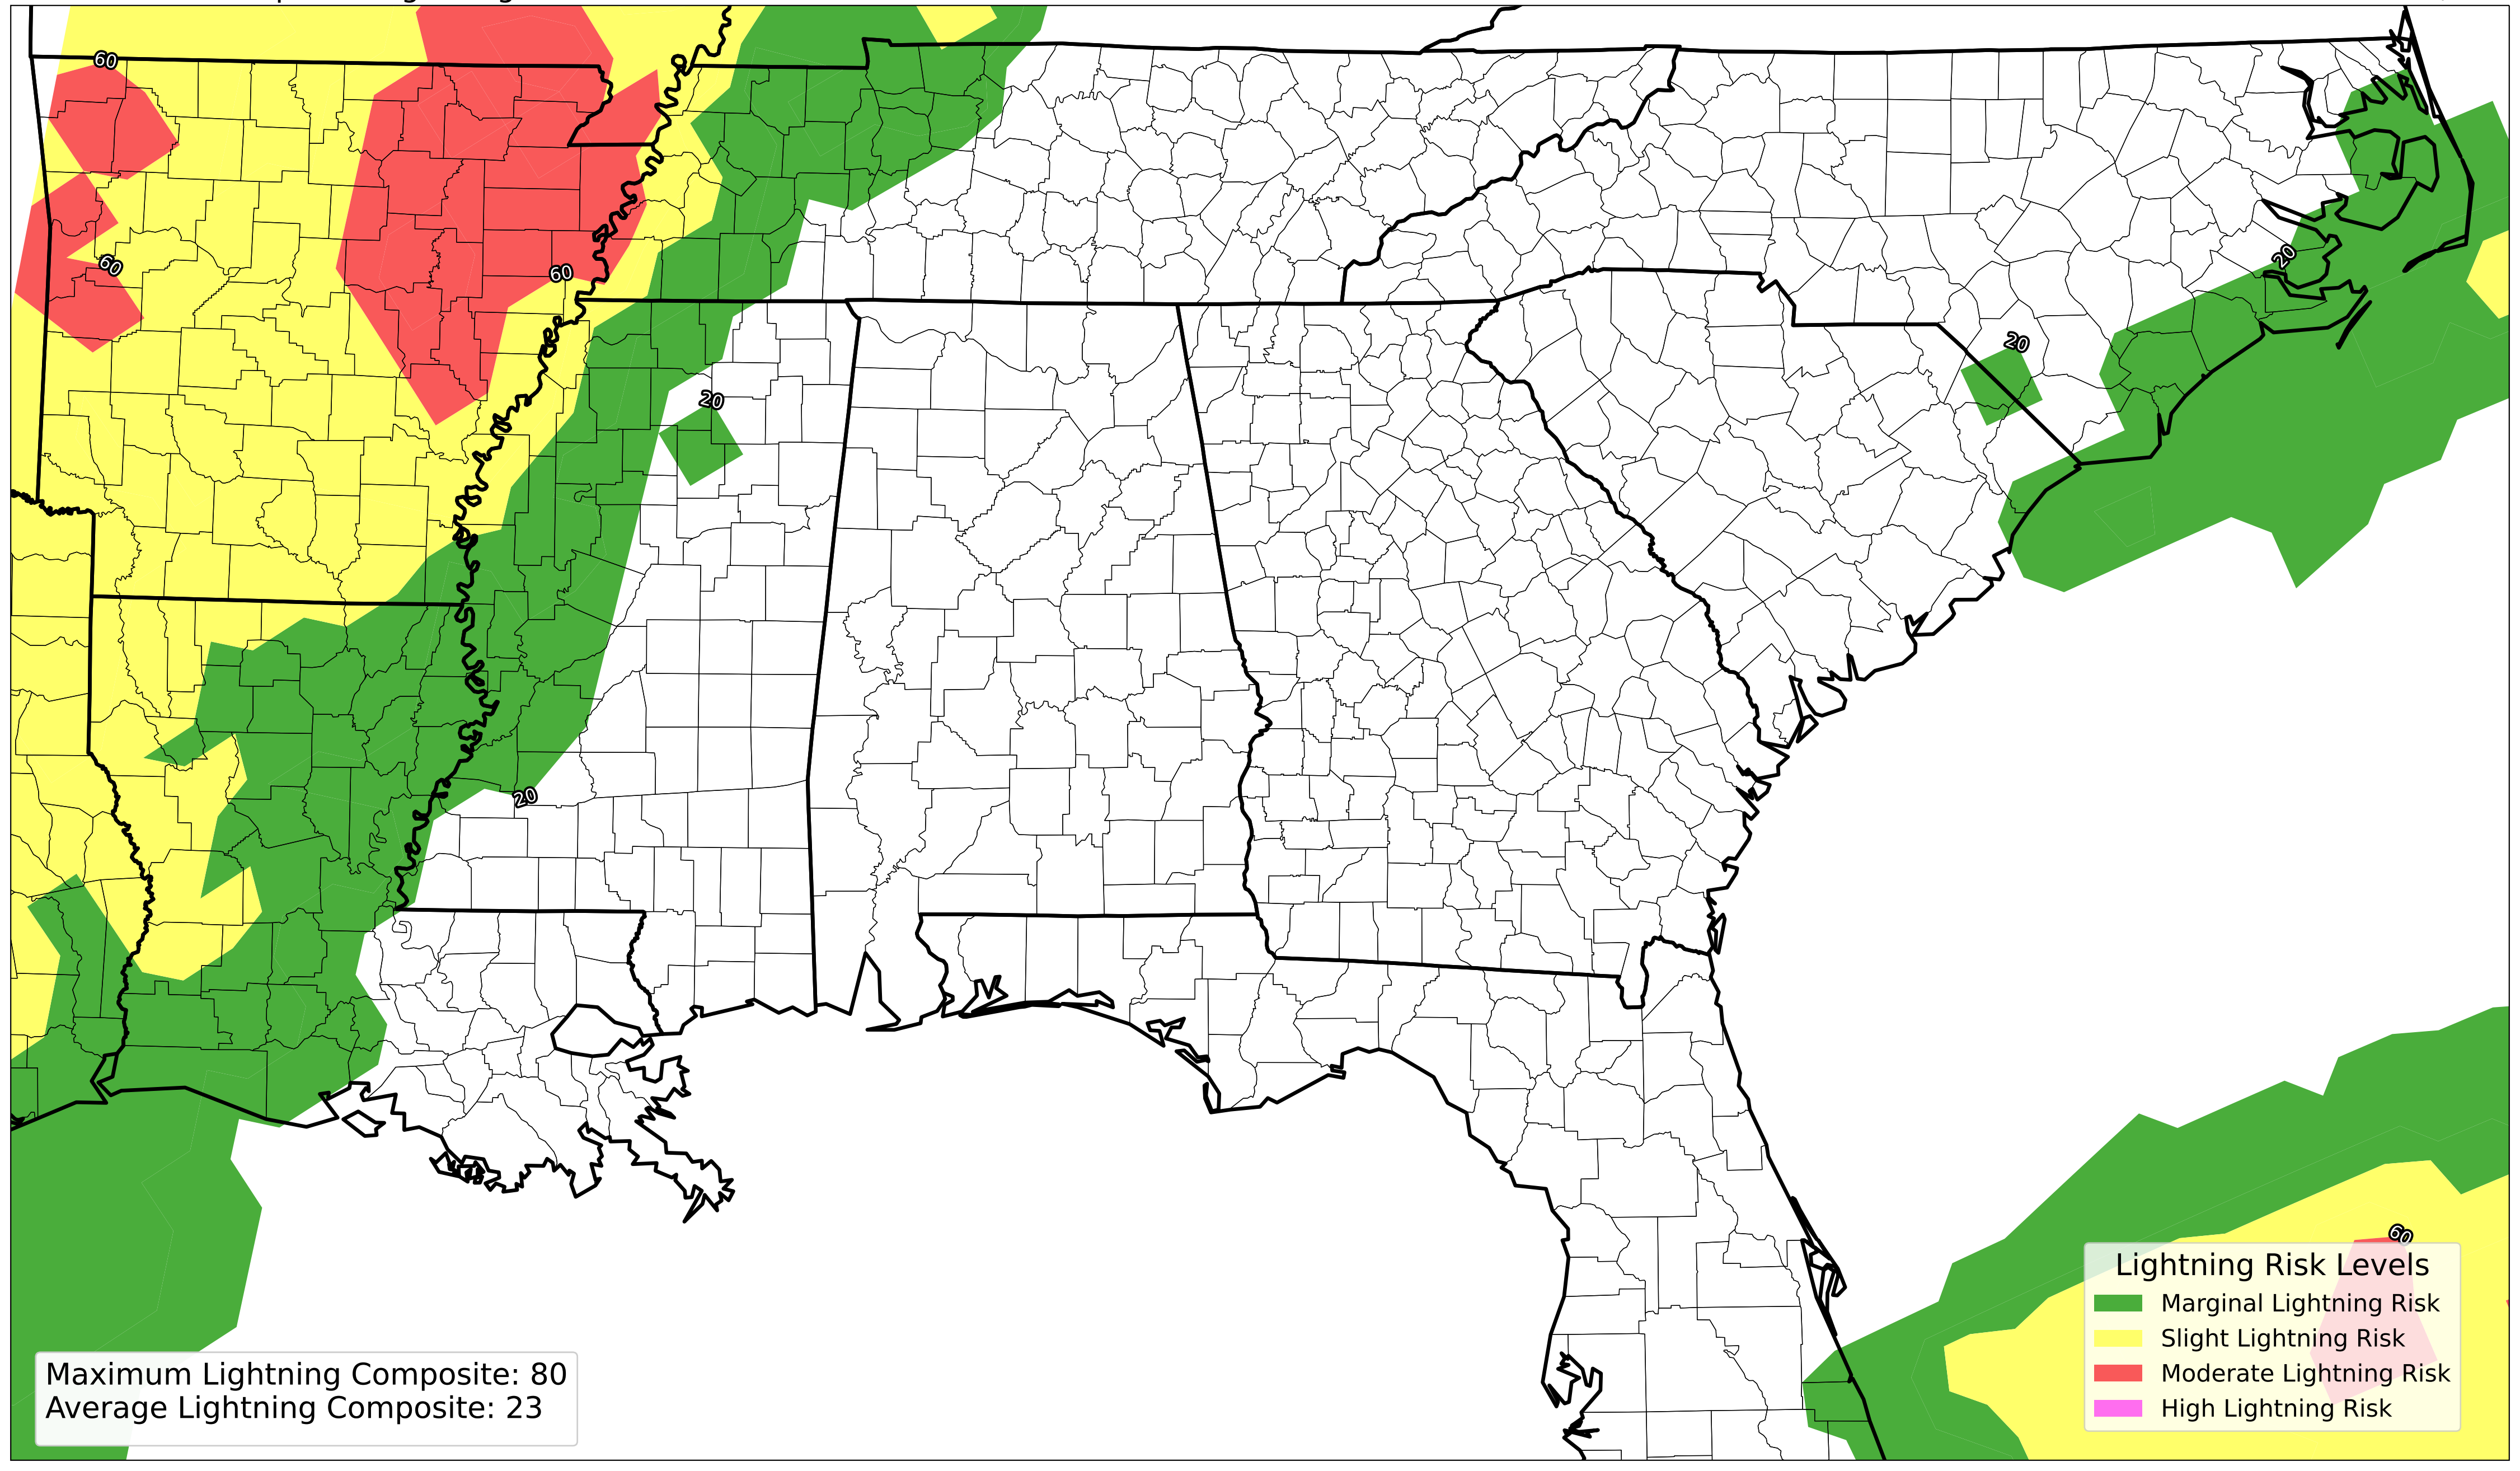 60
60
60
20
20
20
20
60
Lightning Risk Levels
Marginal Lightning Risk
Slight Lightning Risk
Moderate Lightning Risk
High Lightning Risk
Maximum Lightning Composite: 80
Average Lightning Composite: 23